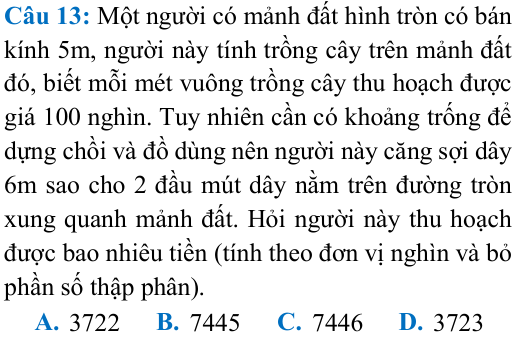 Câu 13: Một người có mảnh đất hình tròn có bán
kính 5m, người này tính trồng cây trên mảnh đất
đó, biết mỗi mét vuông trồng cây thu hoạch được
giá 100 nghìn. Tuy nhiên cần có khoảng trống để
dựng chồi và đồ dùng nên người này căng sợi dây
6m sao cho 2 đầu mút dây nằm trên đường tròn
xung quanh mảnh đất. Hỏi người này thu hoạch
được bao nhiêu tiền (tính theo đơn vị nghìn và bỏ
phần số thập phân).
A. 3722 B. 7445 C. 7446 D. 3723